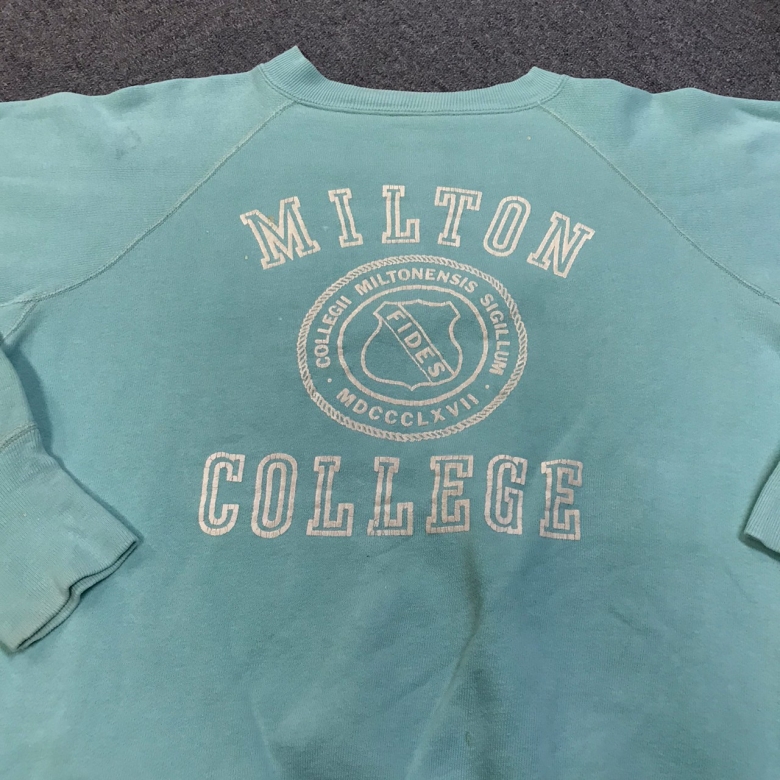 MILTON
COLLEGII MILTONENSIS SIGILLUM
FIDES
· MDCCCLXVII ·
COLLEGE